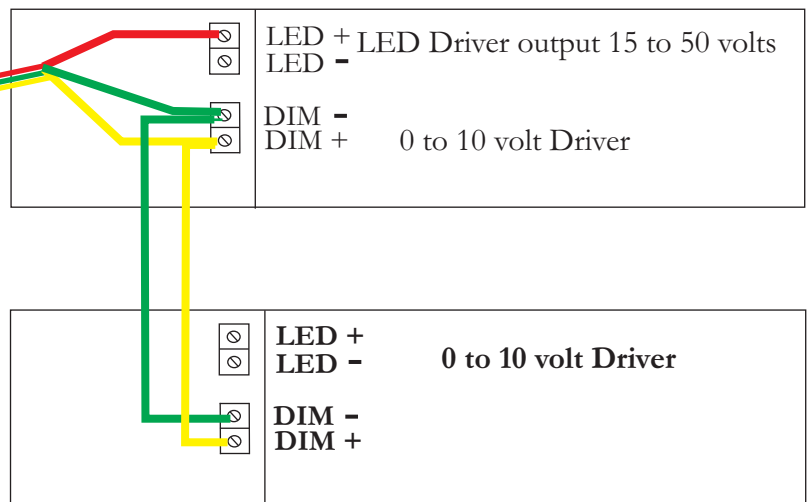 LED + LED Driver output 15 to 50 volts
LED -
DIM -
DIM + 0 to 10 volt Driver
LED +
LED - 0 to 10 volt Driver
DIM -
DIM +